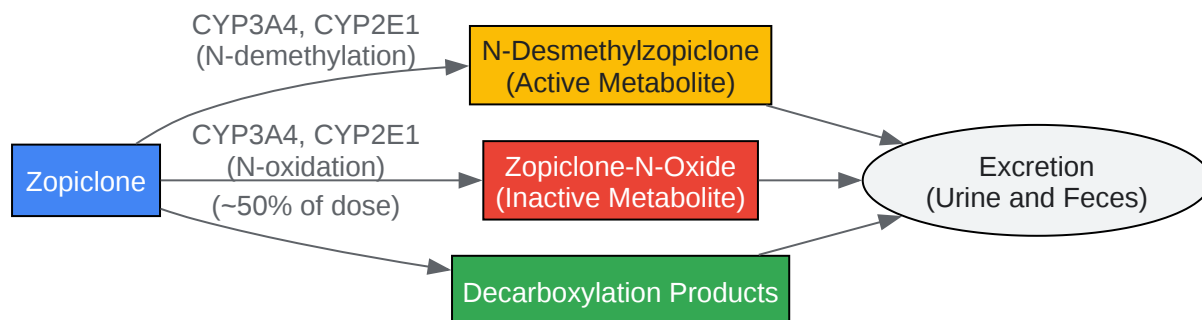 CYP3A4, CYP2E1
(N-demethylation)
N-Desmethylzopiclone
(Active Metabolite)
Zopiclone
CYP3A4, CYP2E1
(N-oxidation)
(~50% of dose)
Zopiclone-N-Oxide
(Inactive Metabolite)
Decarboxylation Products
Excretion
(Urine and Feces)